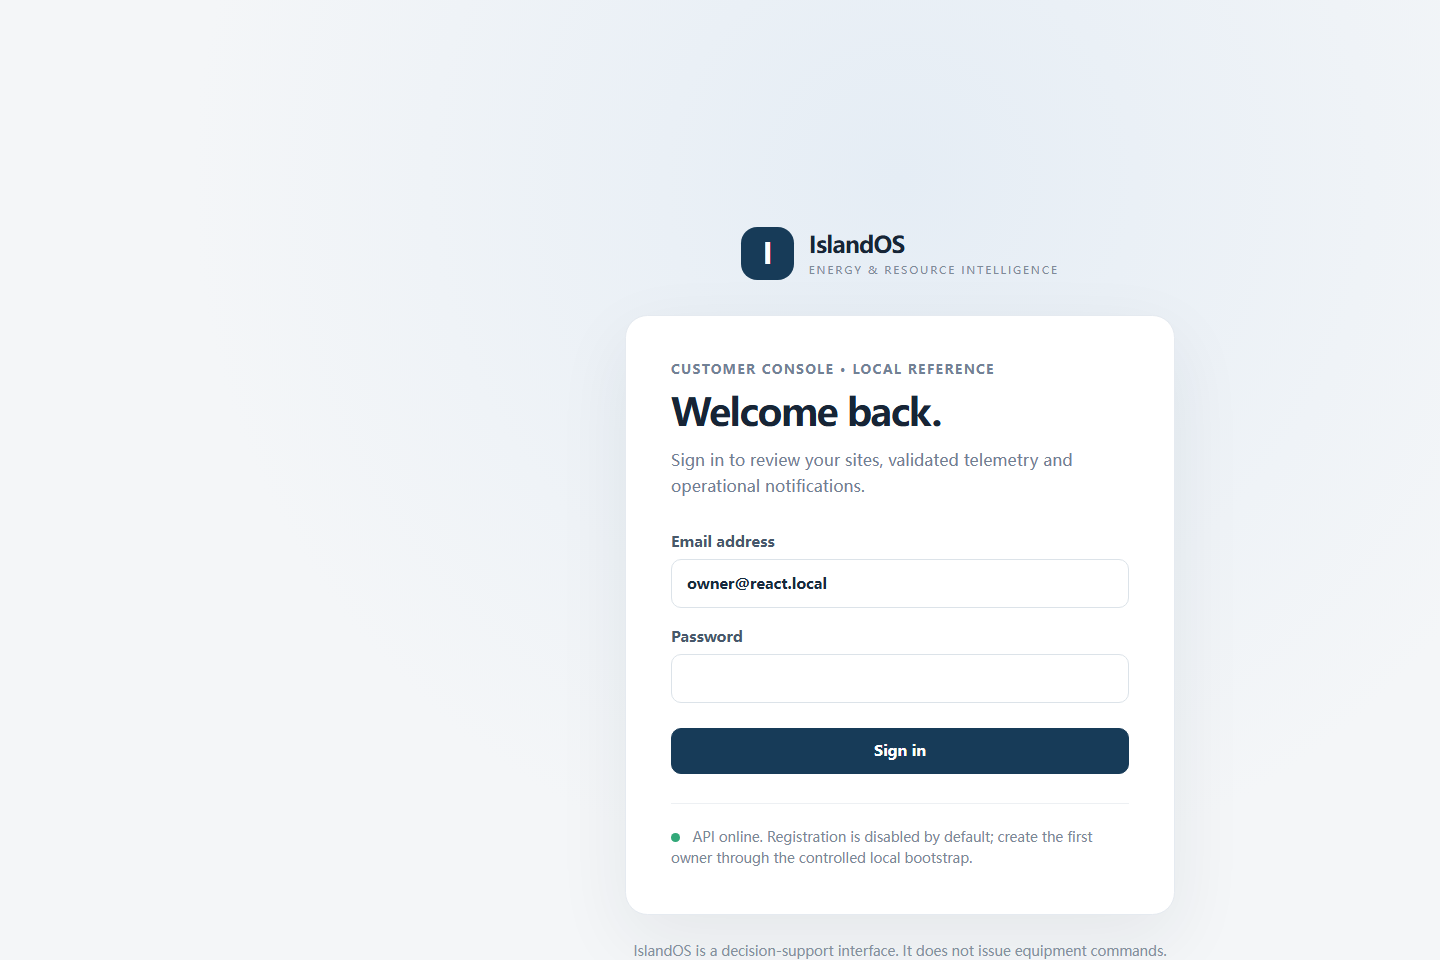 I
IslandOS
ENERGY & RESOURCE INTELLIGENCE
CUSTOMER CONSOLE • LOCAL REFERENCE
Welcome back.
Sign in to review your sites, validated telemetry and
operational notifications.
Email address
owner@react.local
Password
Sign in
API online. Registration is disabled by default; create the first
owner through the controlled local bootstrap.
IslandOS is a decision-support interface. It does not issue equipment commands.